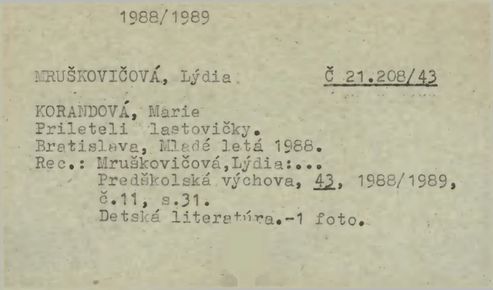 1988/1989
MRUŠKOVIČOVÁ, Lýdia. Č 21.208/43
KORANDOVÁ, Marie
Prileteli lastovičky.
Bratislava, Mladé letá 1988.
Rec.: Mruškovičová,Lýdia:...
Predškolská výchova, 43, 1988/1989,
č.11, s.31.
Detská literatúra.-1 foto.